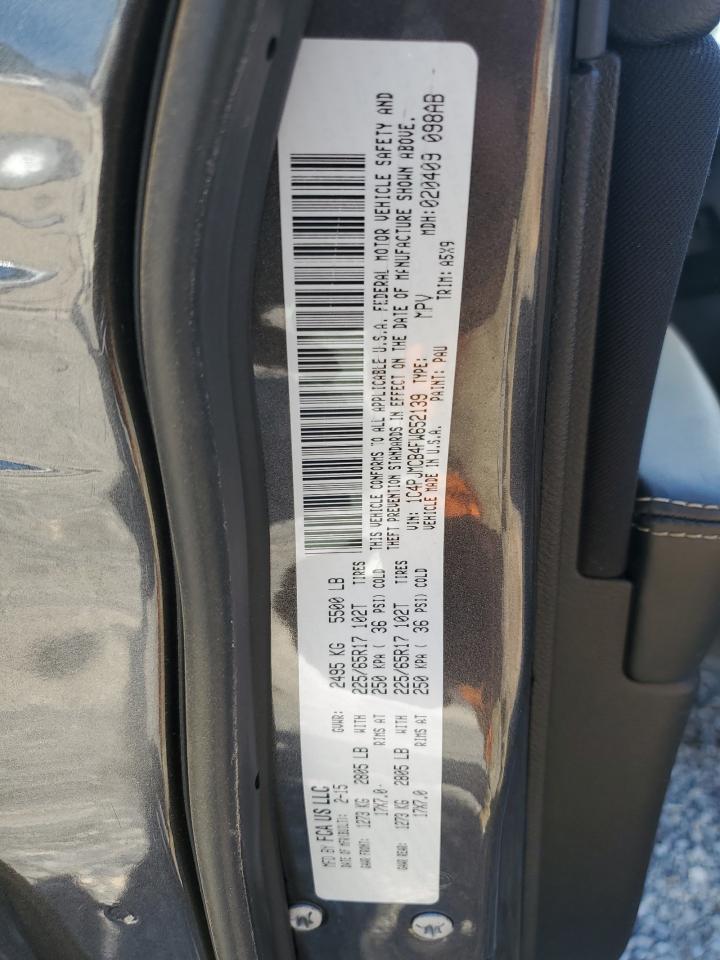 MFD BY FCA US LLC
DATE OF MFR/BUILT: 2-15 GVWR: 2495 KG 5500 LB
GAWR FRONT: 1273 KG 2805 LB WITH 225/65R17 102T TIRES
17X7.0 RIMS AT 250 KPA ( 36 PSI) COLD
GAWR REAR: 1273 KG 2805 LB WITH 225/65R17 102T TIRES
17X7.0 RIMS AT 250 KPA ( 36 PSI) COLD
THIS VEHICLE CONFORMS TO ALL APPLICABLE U.S.A. FEDERAL MOTOR VEHICLE SAFETY AND
THEFT PREVENTION STANDARDS IN EFFECT ON THE DATE OF MANUFACTURE SHOWN ABOVE.
VIN: 1C4PJMCB4FW652139 TYPE: MPV MDH:020409 098AB
VEHICLE MADE IN U.S.A. PAINT: PAU TRIM: A5X9